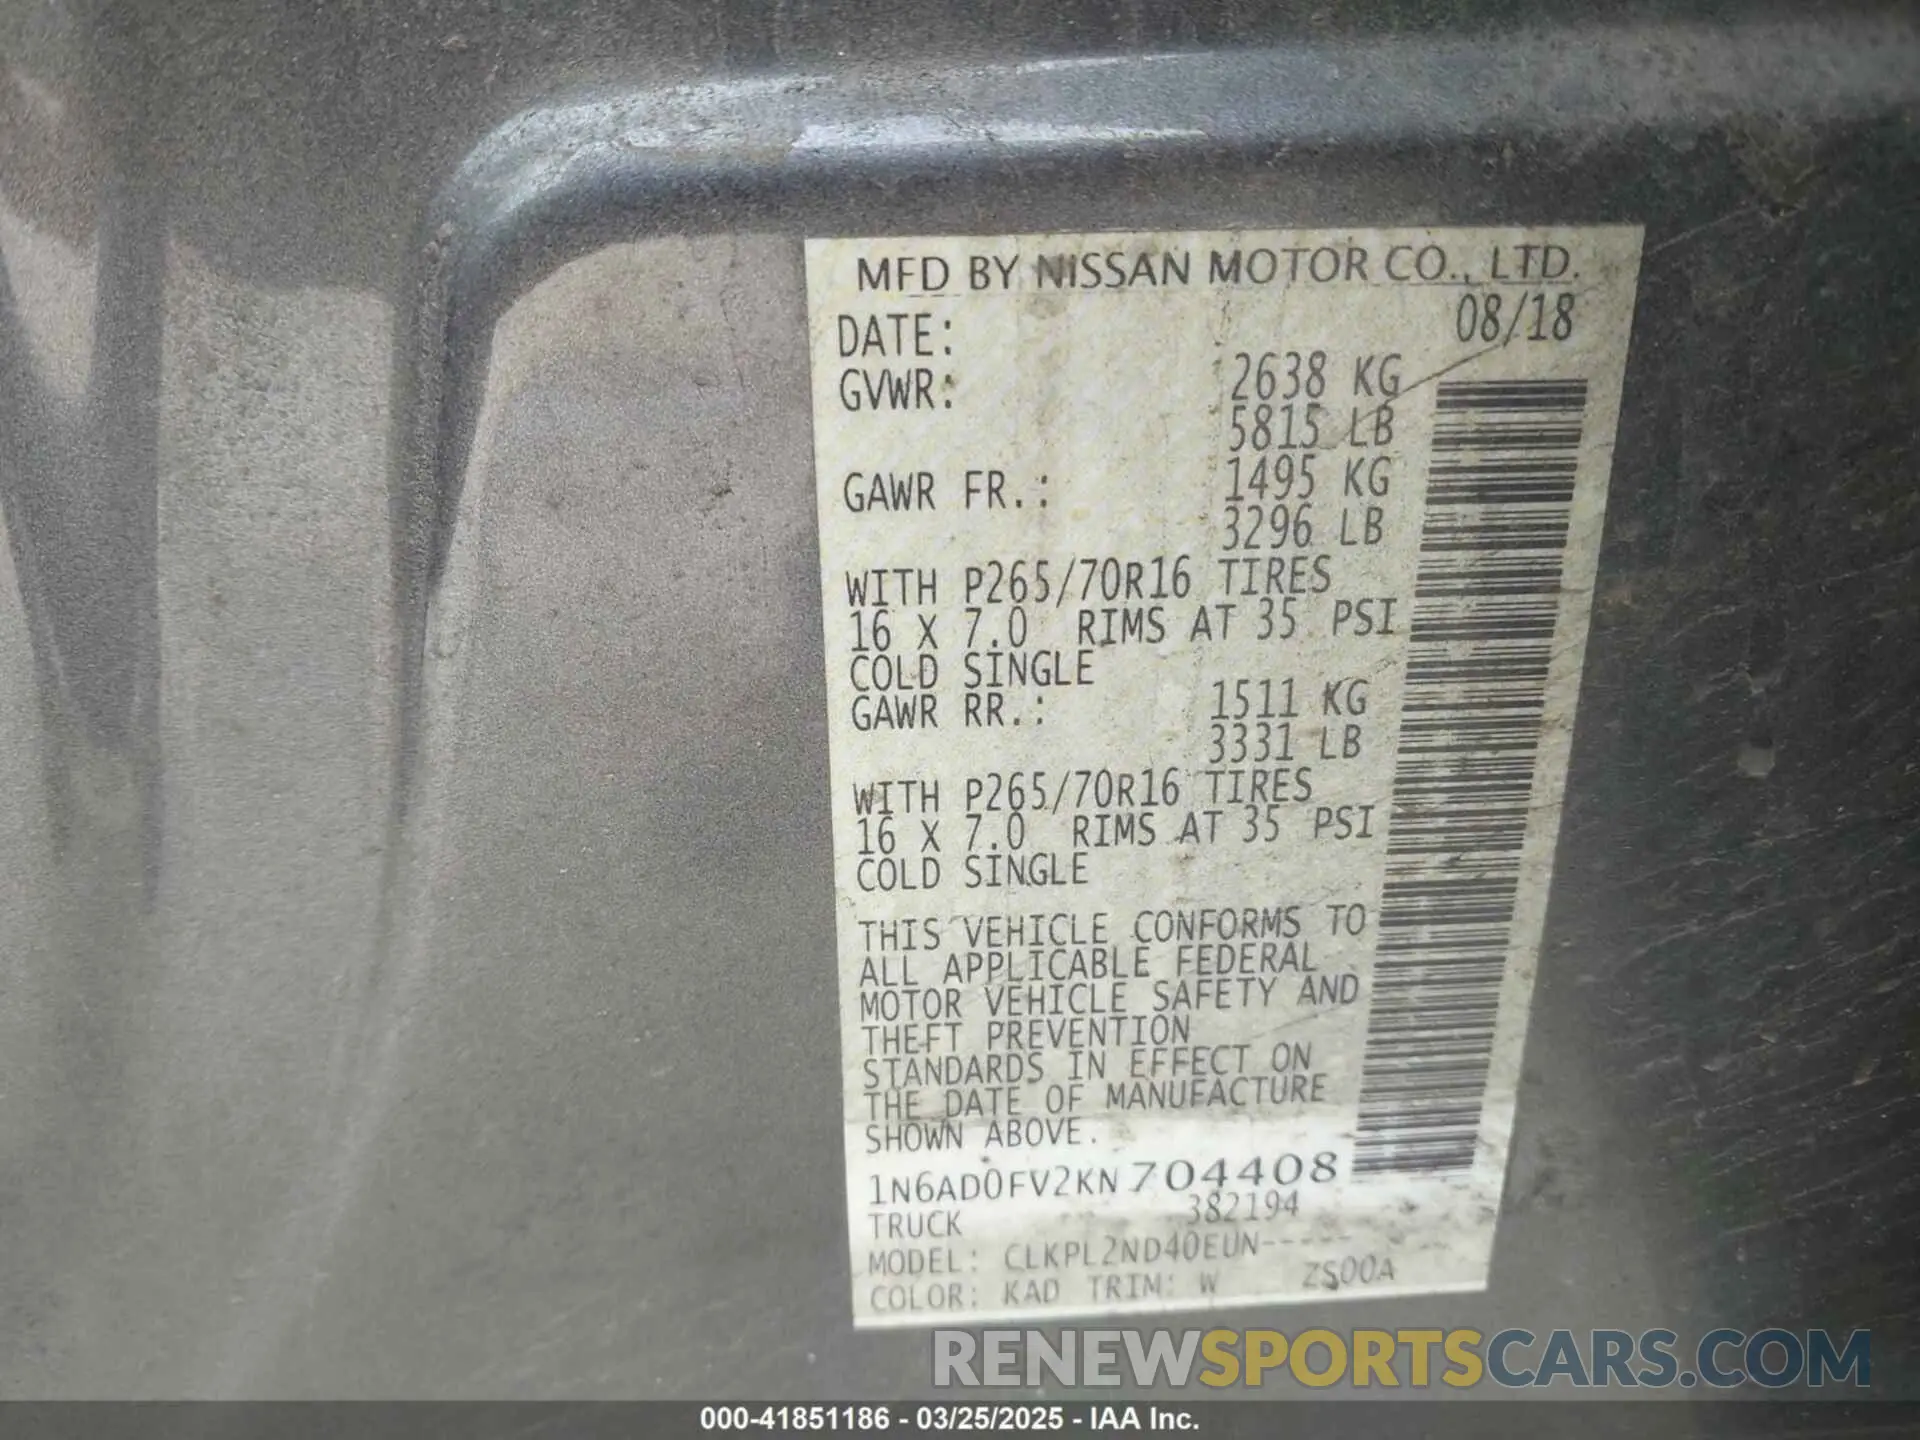 MFD BY NISSAN MOTOR CO., LTD.
DATE: 08/18
GVWR: 2638 KG
5815 LB
GAWR FR.: 1495 KG
3296 LB
WITH P265/70R16 TIRES
16 X 7.0 RIMS AT 35 PSI
COLD SINGLE
GAWR RR.: 1511 KG
3331 LB
WITH P265/70R16 TIRES
16 X 7.0 RIMS AT 35 PSI
COLD SINGLE
THIS VEHICLE CONFORMS TO
ALL APPLICABLE FEDERAL
MOTOR VEHICLE SAFETY AND
THEFT PREVENTION
STANDARDS IN EFFECT ON
THE DATE OF MANUFACTURE
SHOWN ABOVE.
1N6AD0FV2KN704408
TRUCK 382194
MODEL: CLKPL2ND40EUN-----
COLOR: KAD TRIM: W ZS00A
RENEWSPORTSCARS.COM
000-41851186 - 03/25/2025 - IAA Inc.